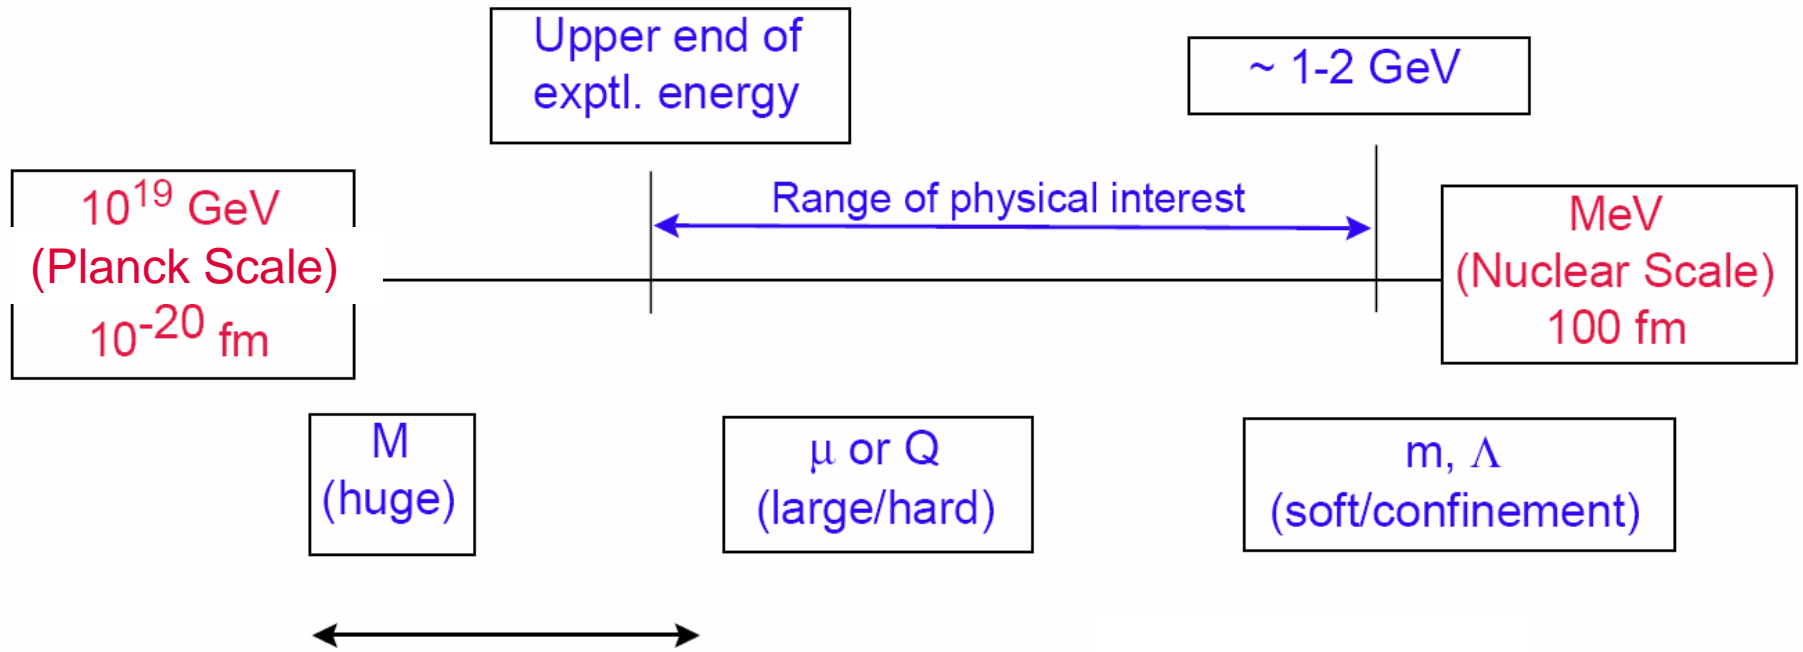 Upper end of
exptl. energy
~ 1-2 GeV
10^19 GeV
(Planck Scale)
10^-20 fm
Range of physical interest
MeV
(Nuclear Scale)
100 fm
M
(huge)
μ or Q
(large/hard)
m, Λ
(soft/confinement)